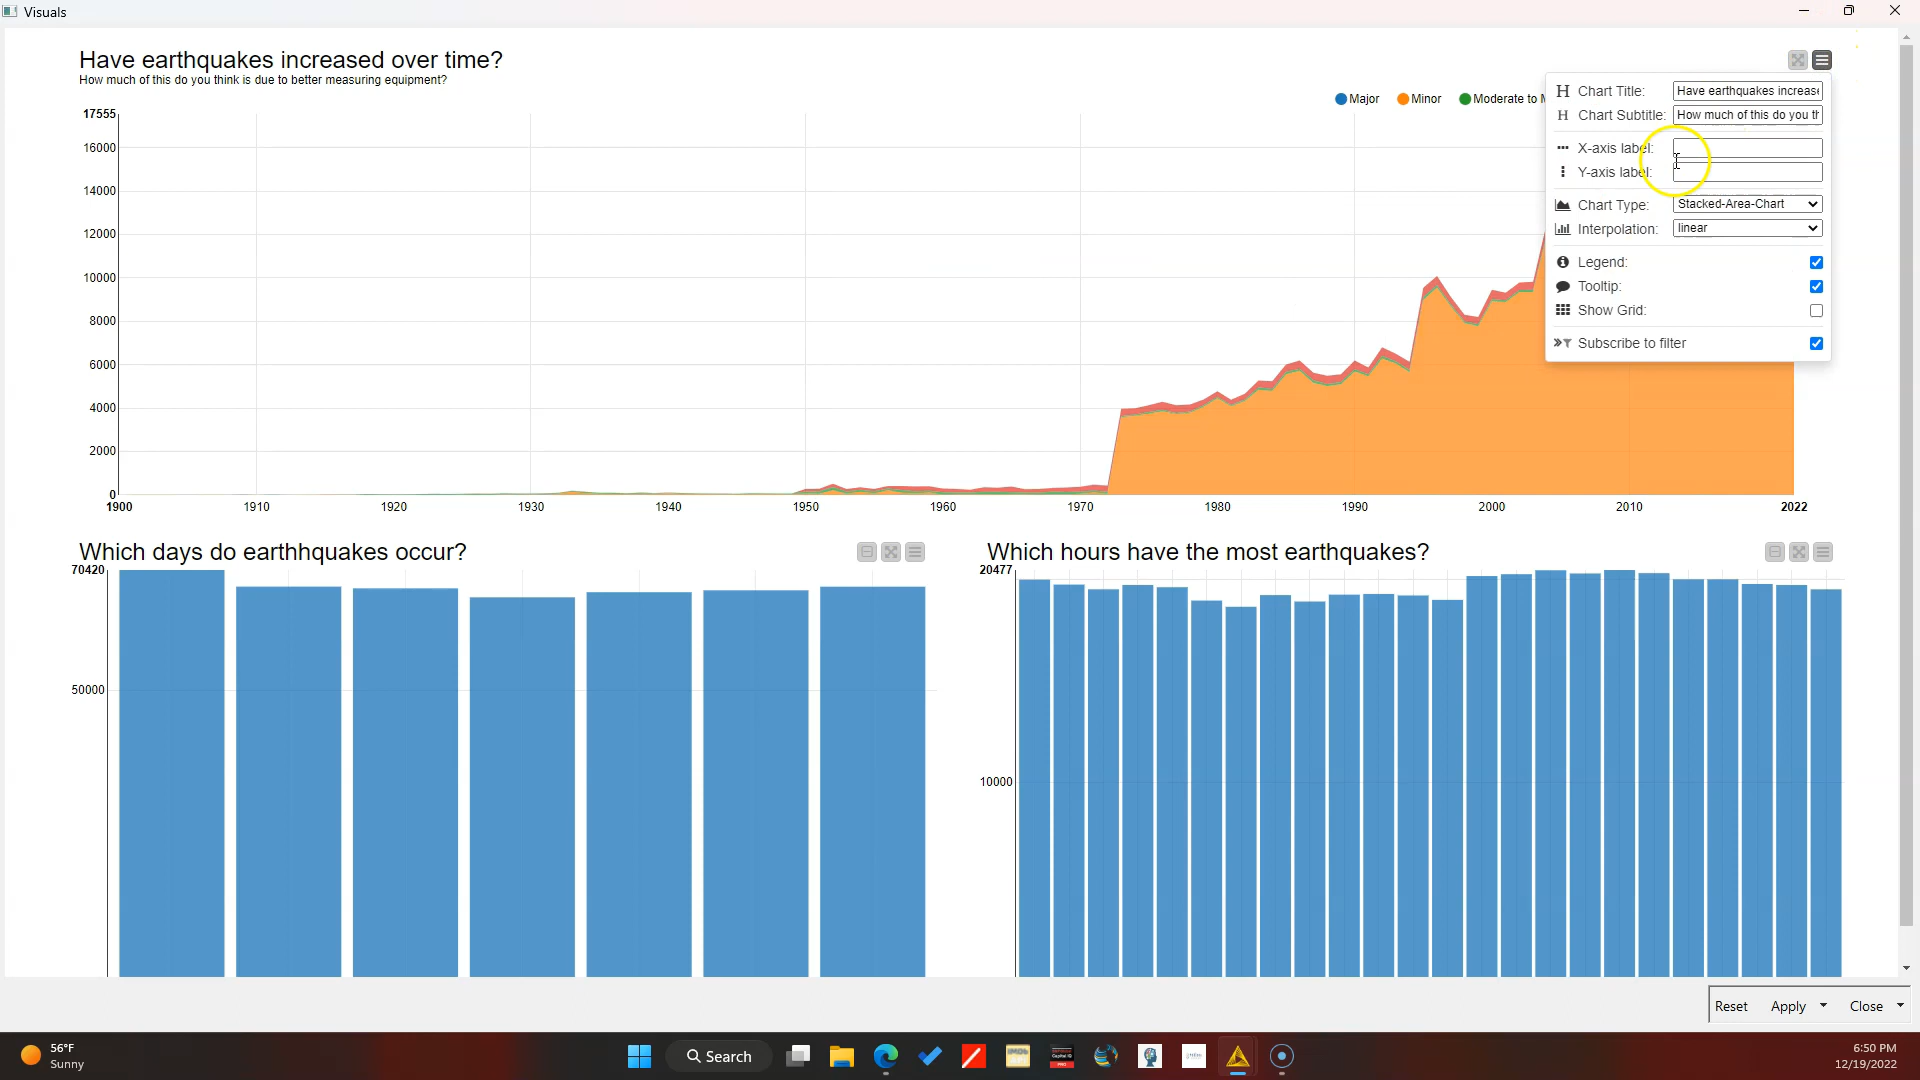 Visuals
Have earthquakes increased over time?
How much of this do you think is due to better measuring equipment?
Major Minor Moderate to M
17555
16000
14000
12000
10000
8000
6000
4000
2000
0
1900 1910 1920 1930 1940 1950 1960 1970 1980 1990 2000 2010 2022
Chart Title: Have earthquakes increase
Chart Subtitle: How much of this do you th
X-axis label:
Y-axis label:
Chart Type: Stacked-Area-Chart
Interpolation: linear
Legend:
Tooltip:
Show Grid:
Subscribe to filter
Which days do earthhquakes occur?
70420
50000
Which hours have the most earthquakes?
20477
10000
Reset Apply Close
56°F
Sunny
Search
6:50 PM
12/19/2022